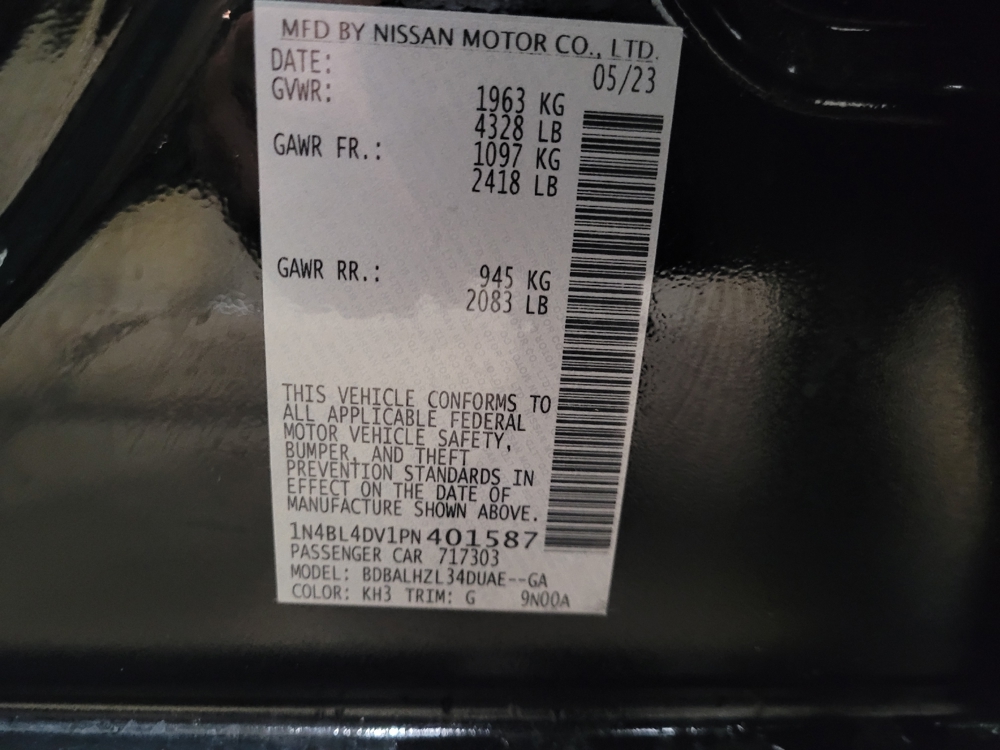 MFD BY NISSAN MOTOR CO., LTD.
DATE: 05/23
GVWR: 1963 KG
4328 LB
GAWR FR.: 1097 KG
2418 LB
GAWR RR.: 945 KG
2083 LB
THIS VEHICLE CONFORMS TO
ALL APPLICABLE FEDERAL
MOTOR VEHICLE SAFETY,
BUMPER, AND THEFT
PREVENTION STANDARDS IN
EFFECT ON THE DATE OF
MANUFACTURE SHOWN ABOVE.
1N4BL4DV1PN401587
PASSENGER CAR 717303
MODEL: BDBALHZL34DUAE--GA
COLOR: KH3 TRIM: G 9N00A